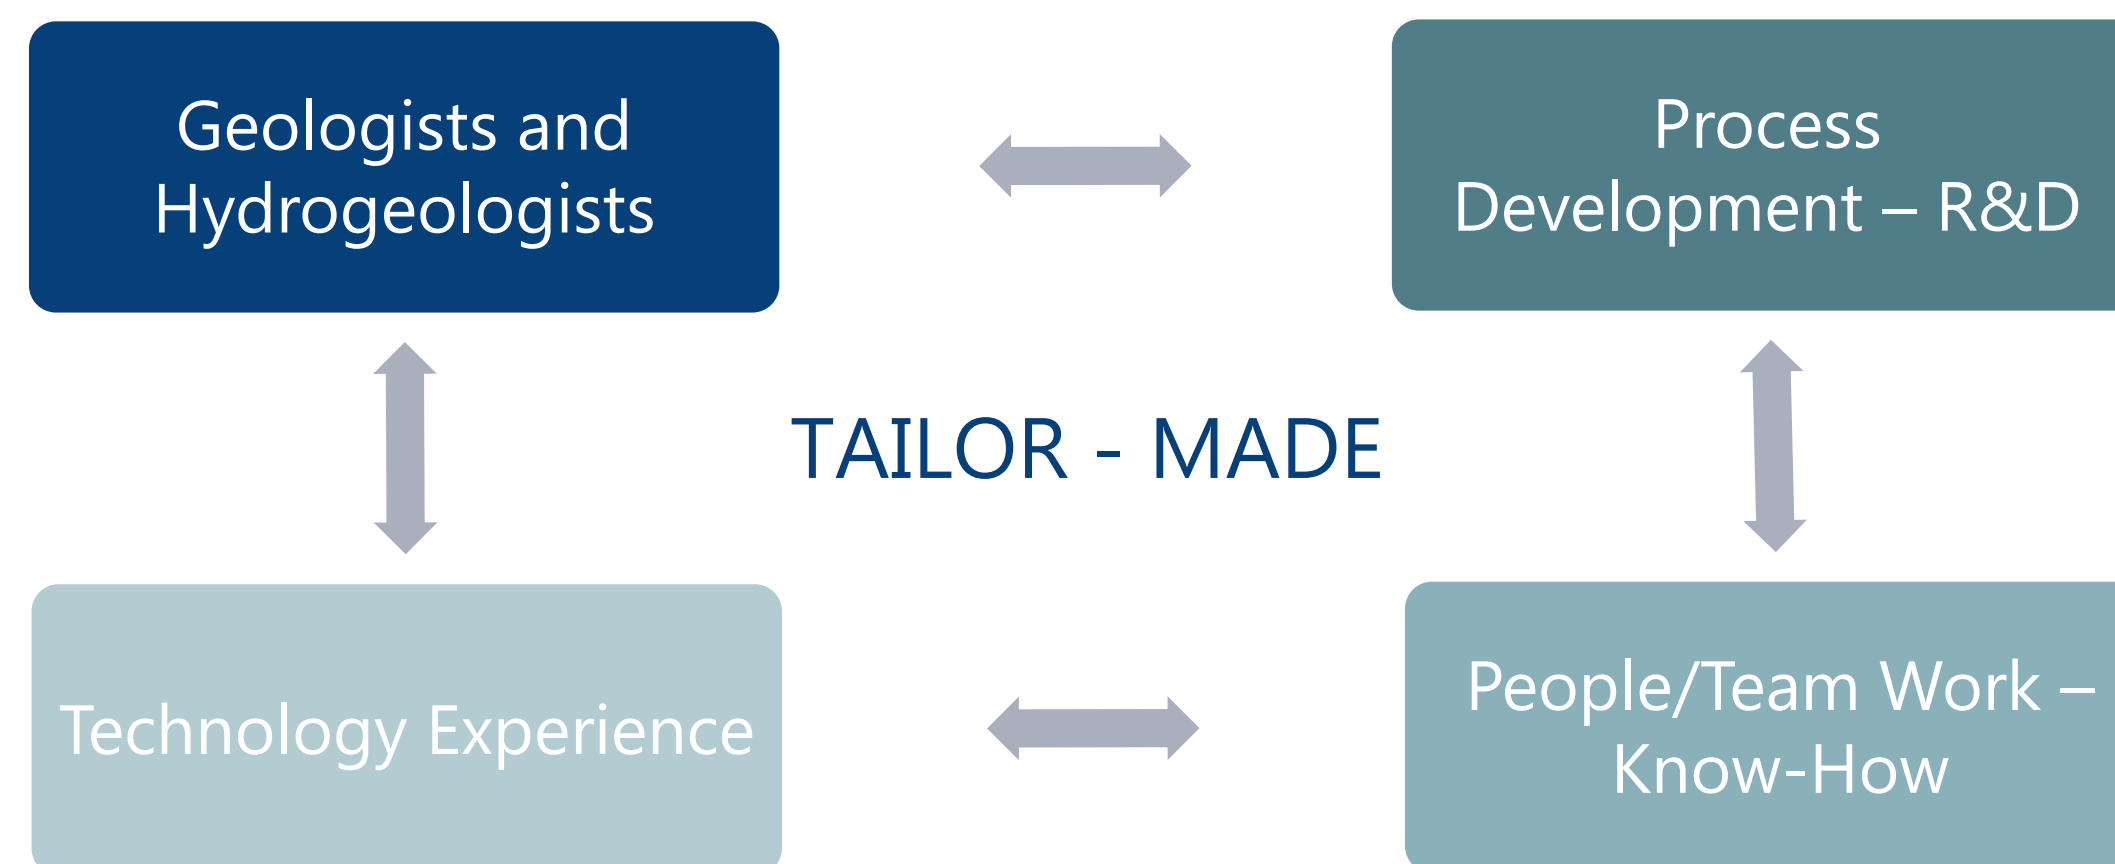 Geologists and
Hydrogeologists
Process
Development – R&D
TAILOR - MADE
Technology Experience
People/Team Work –
Know-How